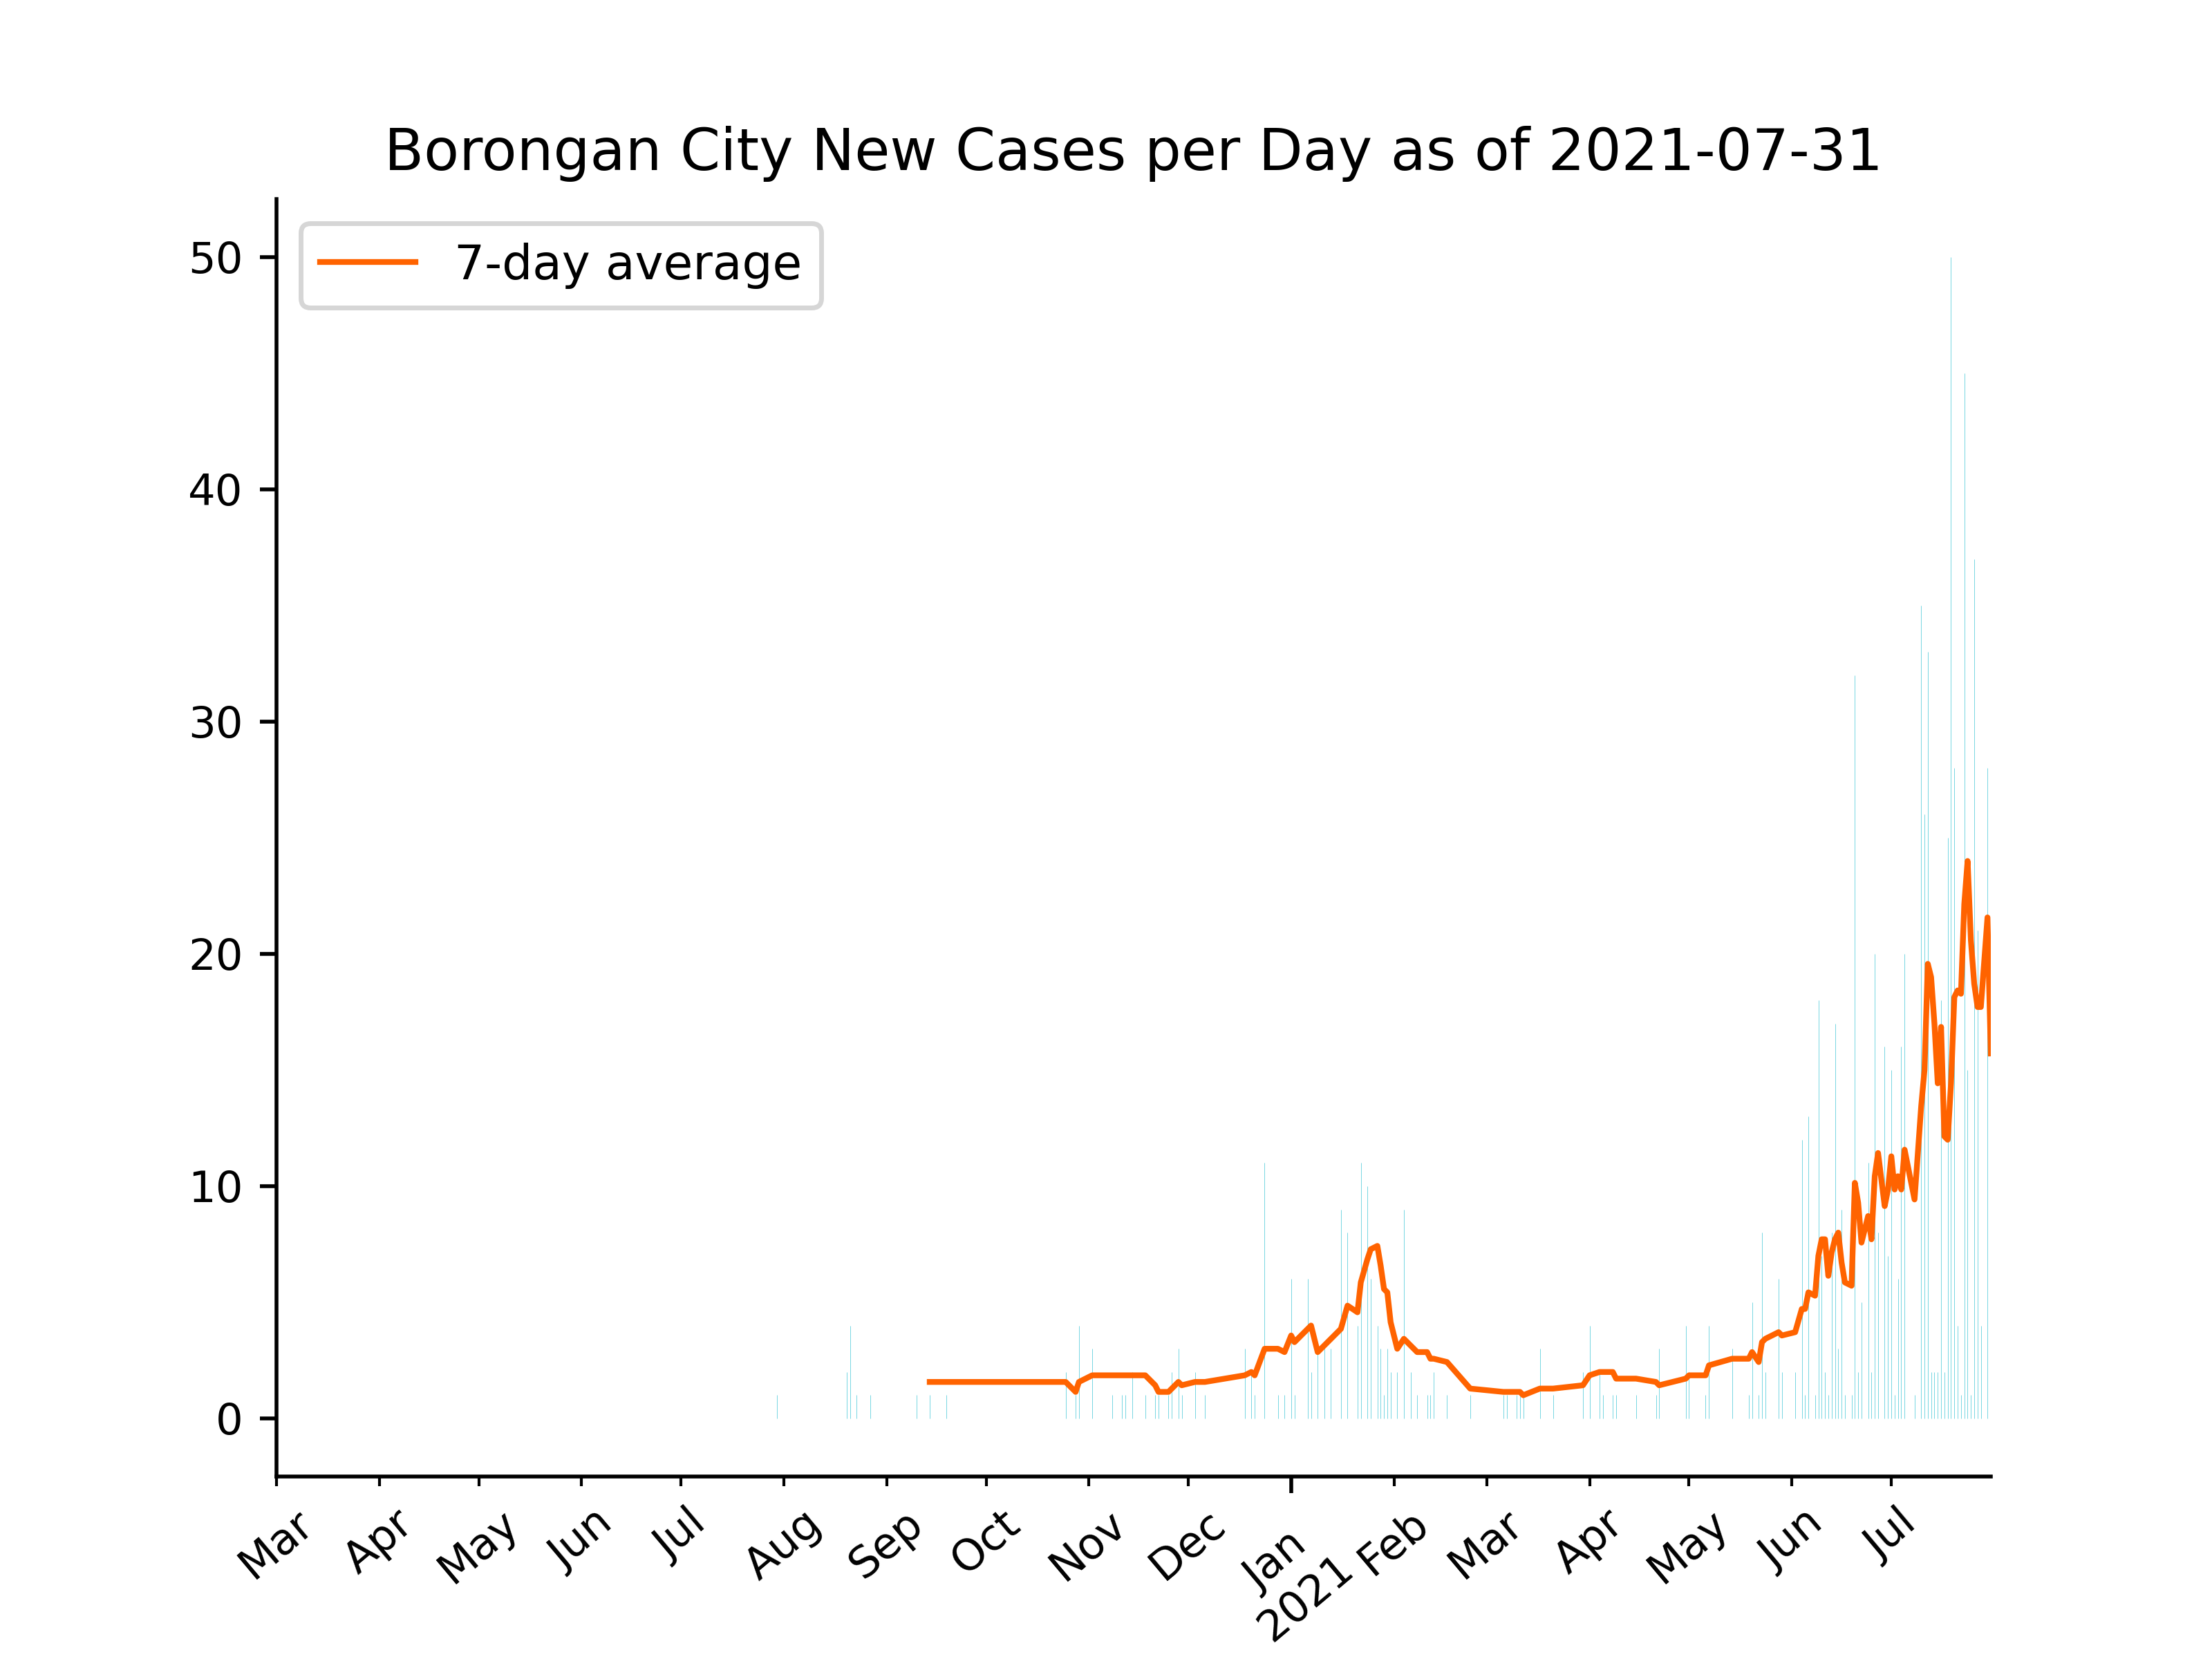 Borongan City New Cases per Day as of 2021-07-31
7-day average
50
40
30
20
10
0
Mar
Apr
May
Jun
Jul
Aug
Sep
Oct
Nov
Dec
Jan
2021
Feb
Mar
Apr
May
Jun
Jul